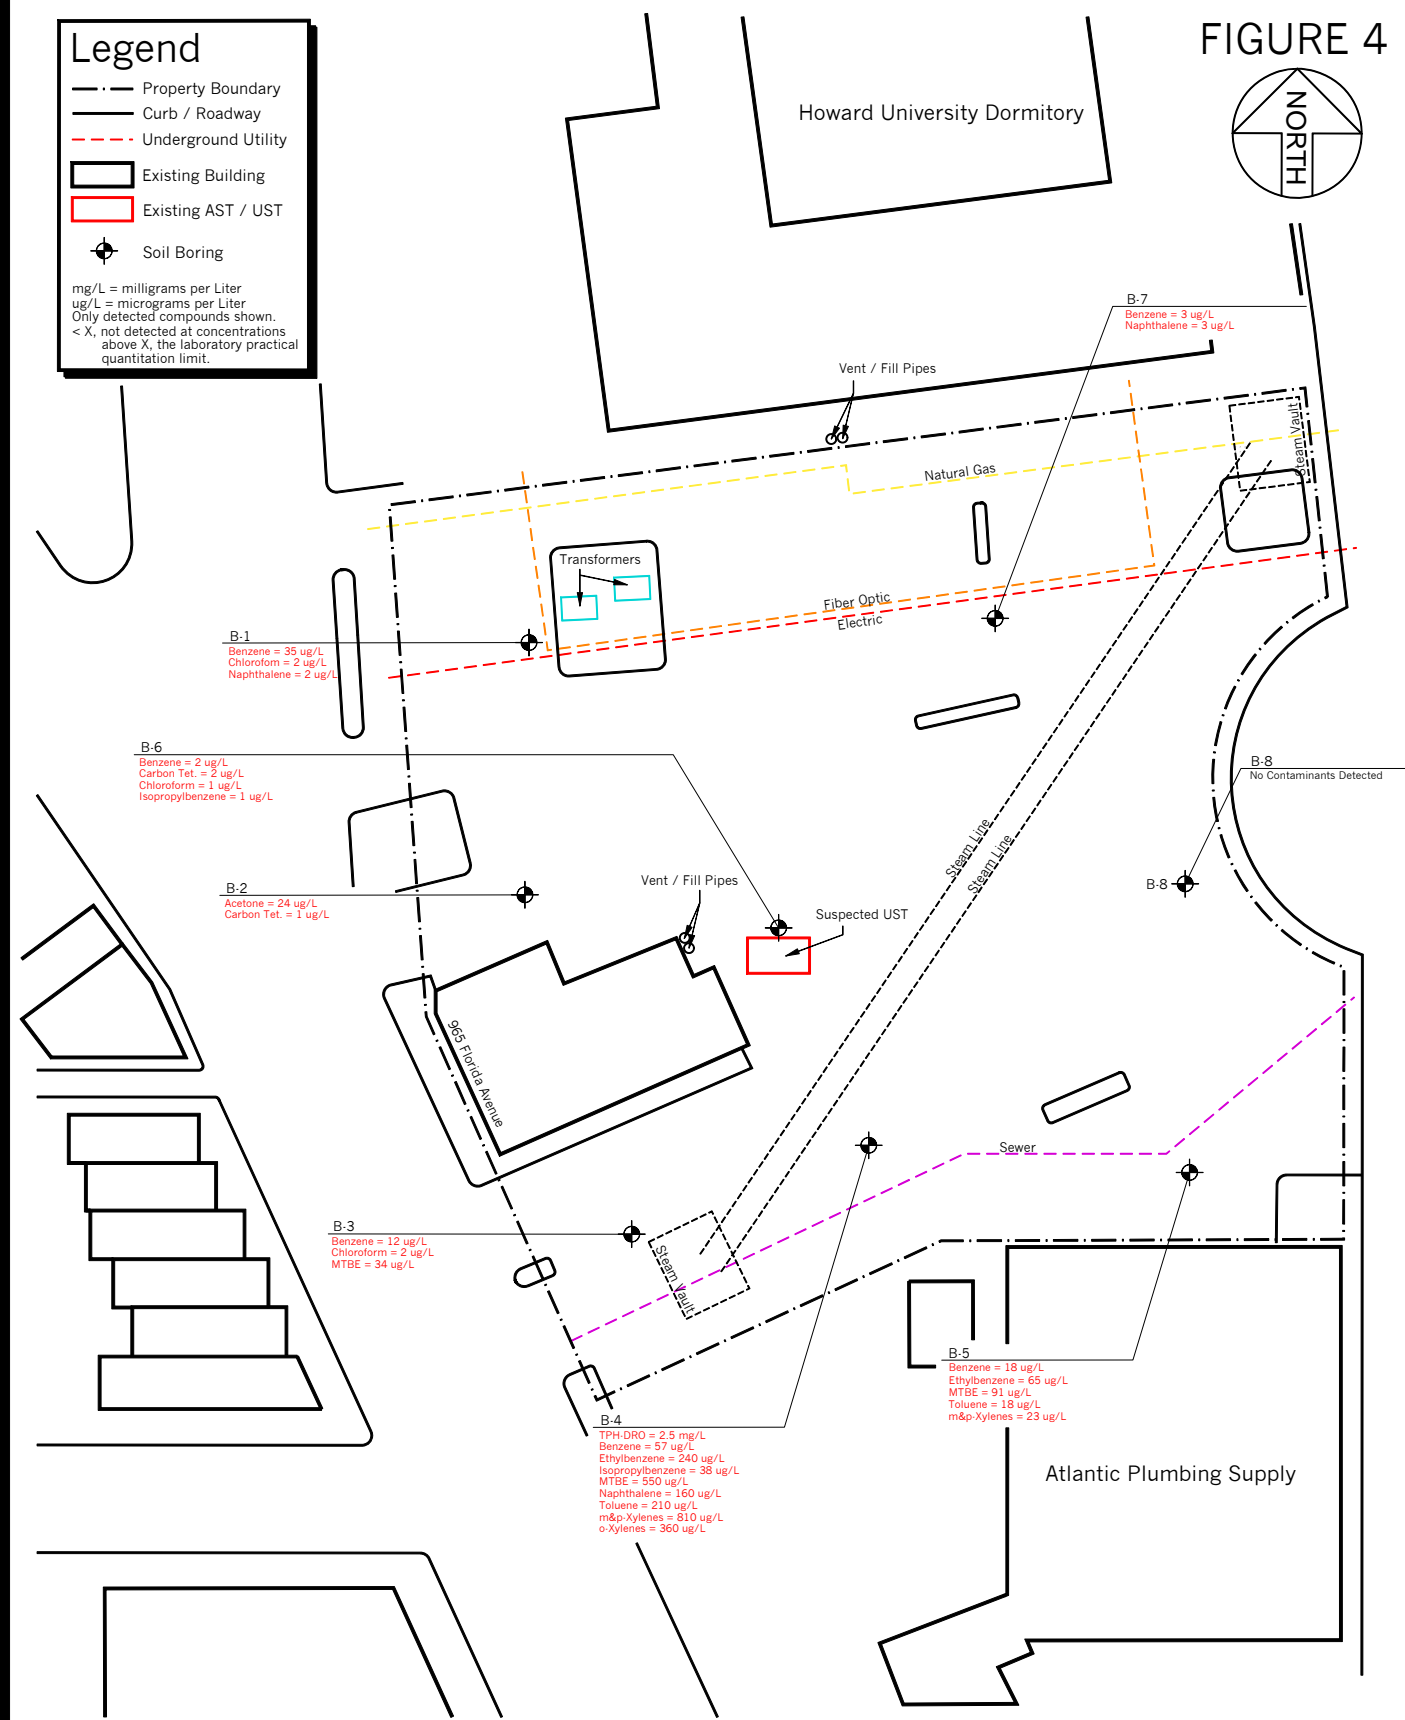 FIGURE 4
NORTH
Legend
Property Boundary
Curb / Roadway
Underground Utility
Existing Building
Existing AST / UST
Soil Boring
mg/L = milligrams per Liter
ug/L = micrograms per Liter
Only detected compounds shown.
< X, not detected at concentrations
above X, the laboratory practical
quantitation limit.
Howard University Dormitory
B-7
Benzene = 3 ug/L
Naphthalene = 3 ug/L
Vent / Fill Pipes
Steam Vault
Natural Gas
Transformers
Fiber Optic
Electric
B-1
Benzene = 35 ug/L
Chloroform = 2 ug/L
Naphthalene = 2 ug/L
B-6
Benzene = 2 ug/L
Carbon Tet. = 2 ug/L
Chloroform = 1 ug/L
Isopropylbenzene = 1 ug/L
B-8
No Contaminants Detected
Steam Line
Steam Line
B-8
B-2
Acetone = 24 ug/L
Carbon Tet. = 1 ug/L
Vent / Fill Pipes
Suspected UST
965 Florida Avenue
Sewer
B-3
Benzene = 12 ug/L
Chloroform = 2 ug/L
MTBE = 34 ug/L
Steam Vault
B-5
Benzene = 18 ug/L
Ethylbenzene = 65 ug/L
MTBE = 91 ug/L
Toluene = 18 ug/L
m&p-Xylenes = 23 ug/L
B-4
TPH-DRO = 2.5 mg/L
Benzene = 57 ug/L
Ethylbenzene = 240 ug/L
Isopropylbenzene = 38 ug/L
MTBE = 550 ug/L
Naphthalene = 160 ug/L
Toluene = 210 ug/L
m&p-Xylenes = 810 ug/L
o-Xylenes = 360 ug/L
Atlantic Plumbing Supply